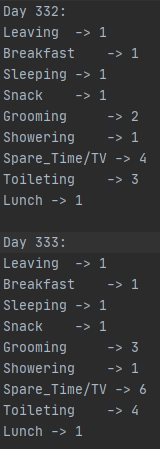 Day 332:
Leaving  -> 1
Breakfast    -> 1
Sleeping -> 1
Snack    -> 1
Grooming     -> 2
Showering    -> 1
Spare_Time/TV -> 4
Toileting    -> 3
Lunch -> 1

Day 333:
Leaving  -> 1
Breakfast    -> 1
Sleeping -> 1
Snack    -> 1
Grooming     -> 3
Showering    -> 1
Spare_Time/TV -> 6
Toileting    -> 4
Lunch -> 1